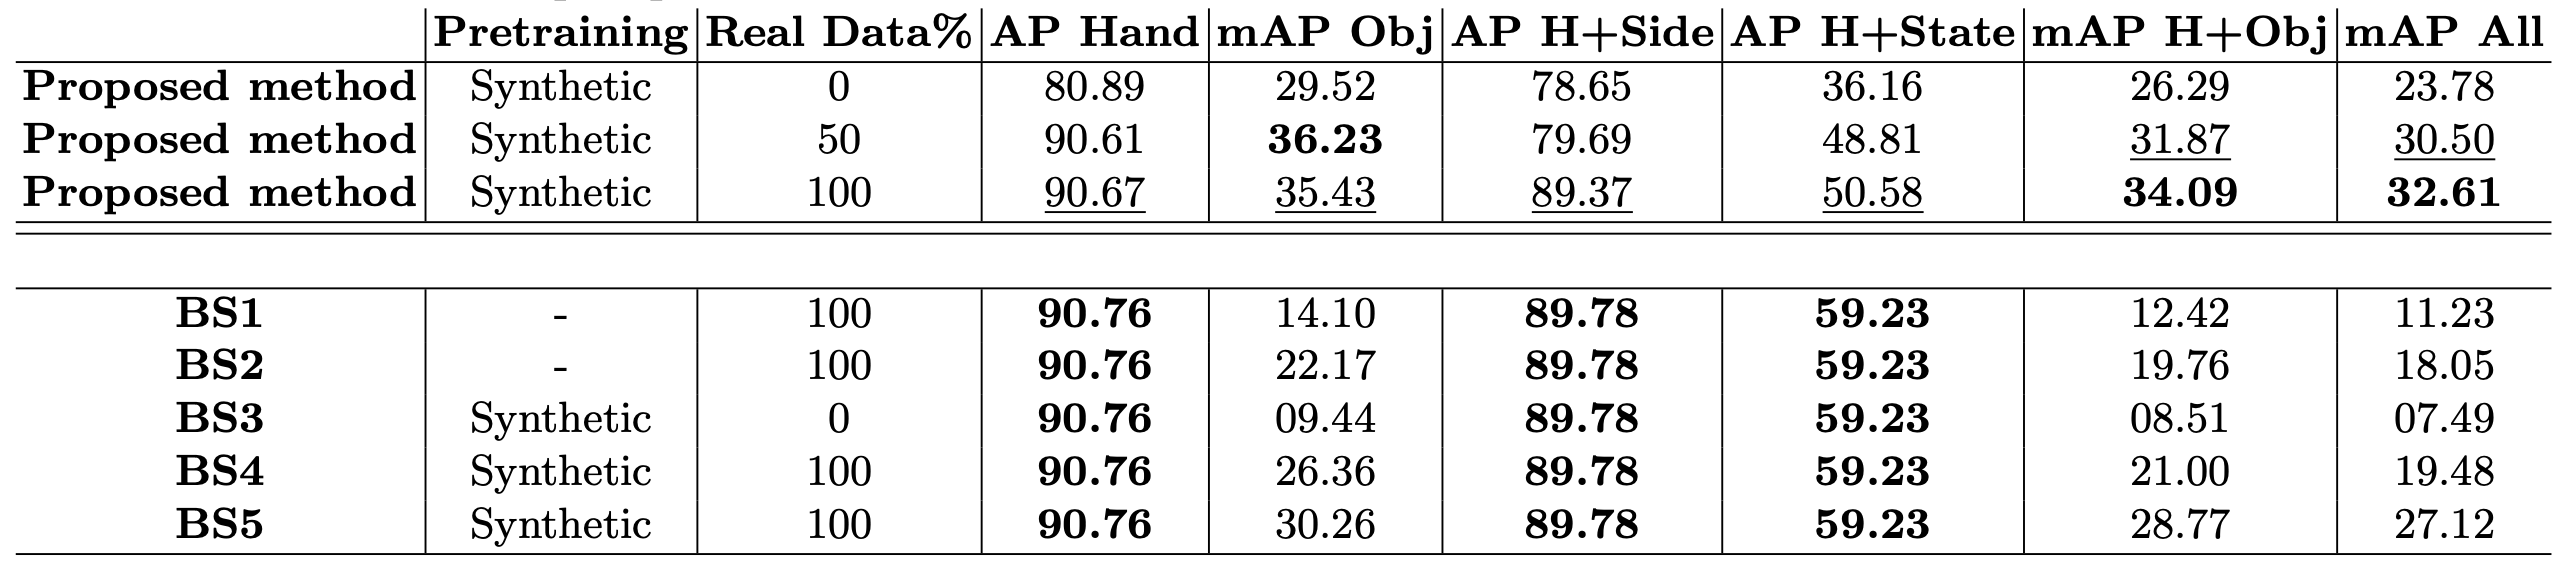 Pretraining Real Data% AP Hand mAP Obj AP H+Side AP H+State mAP H+Obj mAP All
Proposed method Synthetic 0 80.89 29.52 78.65 36.16 26.29 23.78
Proposed method Synthetic 50 90.61 36.23 79.69 48.81 31.87 30.50
Proposed method Synthetic 100 90.67 35.43 89.37 50.58 34.09 32.61
BS1 - 100 90.76 14.10 89.78 59.23 12.42 11.23
BS2 - 100 90.76 22.17 89.78 59.23 19.76 18.05
BS3 Synthetic 0 90.76 09.44 89.78 59.23 08.51 07.49
BS4 Synthetic 100 90.76 26.36 89.78 59.23 21.00 19.48
BS5 Synthetic 100 90.76 30.26 89.78 59.23 28.77 27.12